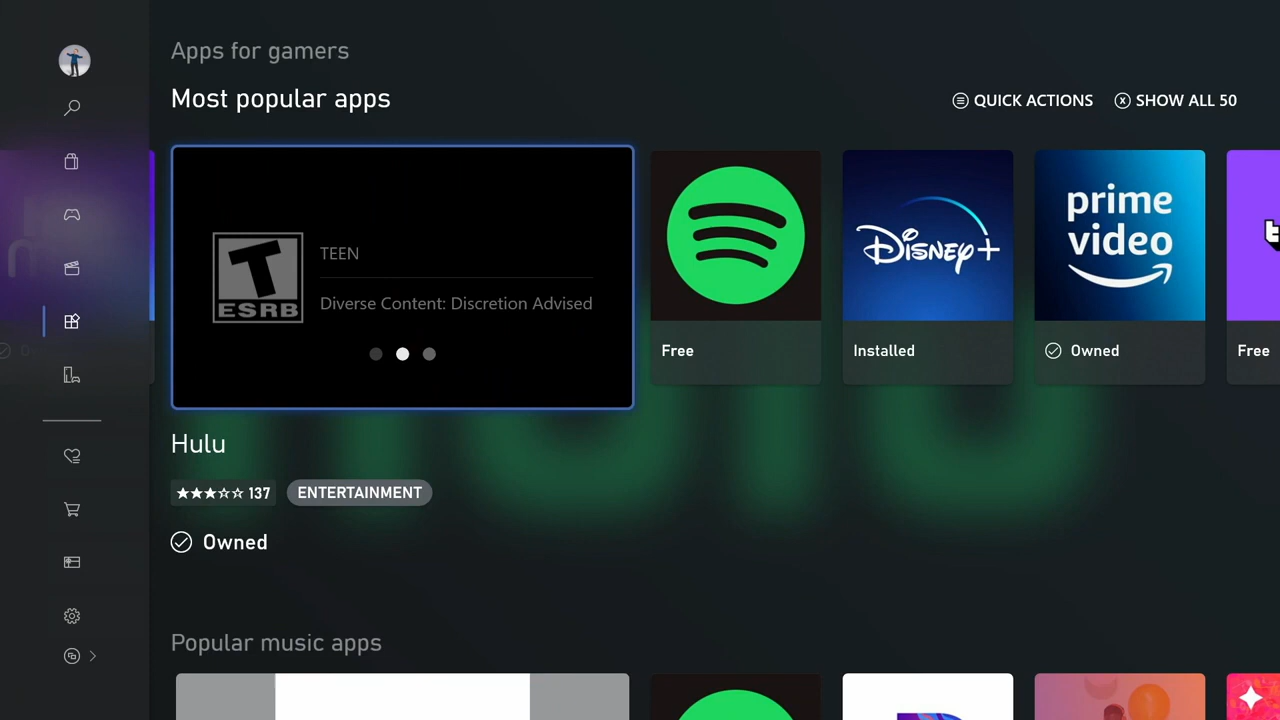 Apps for gamers
Most popular apps
QUICK ACTIONS
SHOW ALL 50
T
ESRB
TEEN
Diverse Content: Discretion Advised
Disney+
prime video
Free
Installed
Owned
Free
Hulu
137
ENTERTAINMENT
Owned
Popular music apps